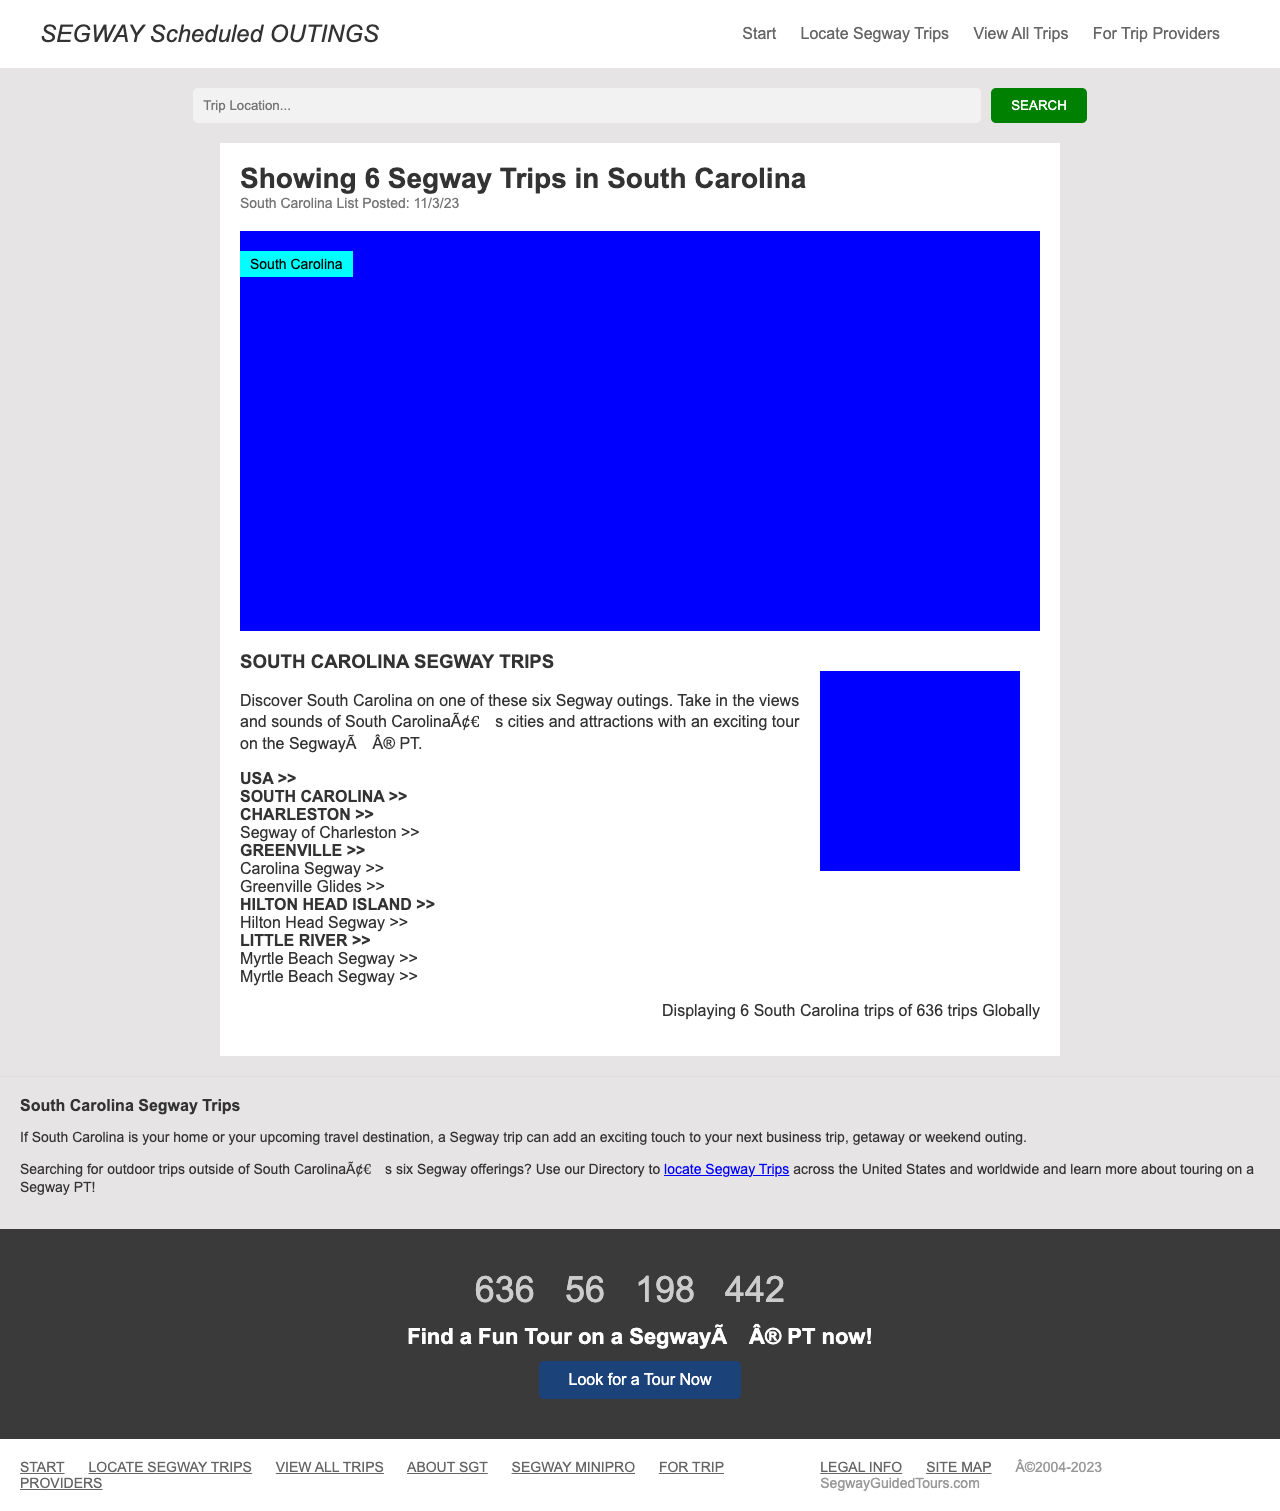 SEGWAY Scheduled OUTINGS
Start Locate Segway Trips View All Trips For Trip Providers
Trip Location...
SEARCH
Showing 6 Segway Trips in South Carolina
South Carolina List Posted: 11/3/23
South Carolina
SOUTH CAROLINA SEGWAY TRIPS
Discover South Carolina on one of these six Segway outings. Take in the views
and sounds of South CarolinaÃ¢€ s cities and attractions with an exciting tour
on the SegwayÃ Â® PT.
USA >>
SOUTH CAROLINA >>
CHARLESTON >>
Segway of Charleston >>
GREENVILLE >>
Carolina Segway >>
Greenville Glides >>
HILTON HEAD ISLAND >>
Hilton Head Segway >>
LITTLE RIVER >>
Myrtle Beach Segway >>
Myrtle Beach Segway >>
Displaying 6 South Carolina trips of 636 trips Globally
South Carolina Segway Trips
If South Carolina is your home or your upcoming travel destination, a Segway trip can add an exciting touch to your next business trip, getaway or weekend outing.
Searching for outdoor trips outside of South CarolinaÃ¢€ s six Segway offerings? Use our Directory to locate Segway Trips across the United States and worldwide and learn more about touring on a
Segway PT!
636 56 198 442
Find a Fun Tour on a SegwayÃ Â® PT now!
Look for a Tour Now
START LOCATE SEGWAY TRIPS VIEW ALL TRIPS ABOUT SGT SEGWAY MINIPRO FOR TRIP
PROVIDERS
LEGAL INFO SITE MAP Â©2004-2023
SegwayGuidedTours.com